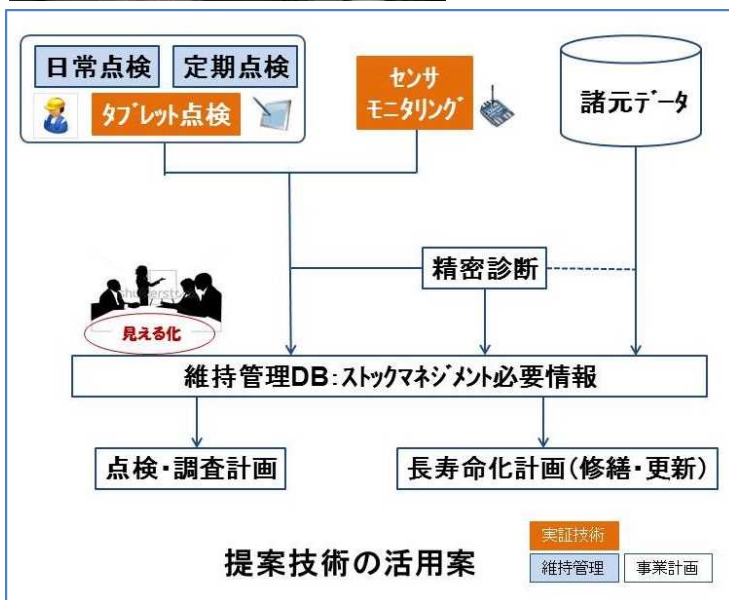 日常点検
定期点検
タブレット点検
センサ
モニタリング
諸元データ
精密診断
見える化
維持管理DB:ストックマネジメント必要情報
点検・調査計画
長寿命化計画(修繕・更新)
提案技術の活用案
実証技術
維持管理
事業計画